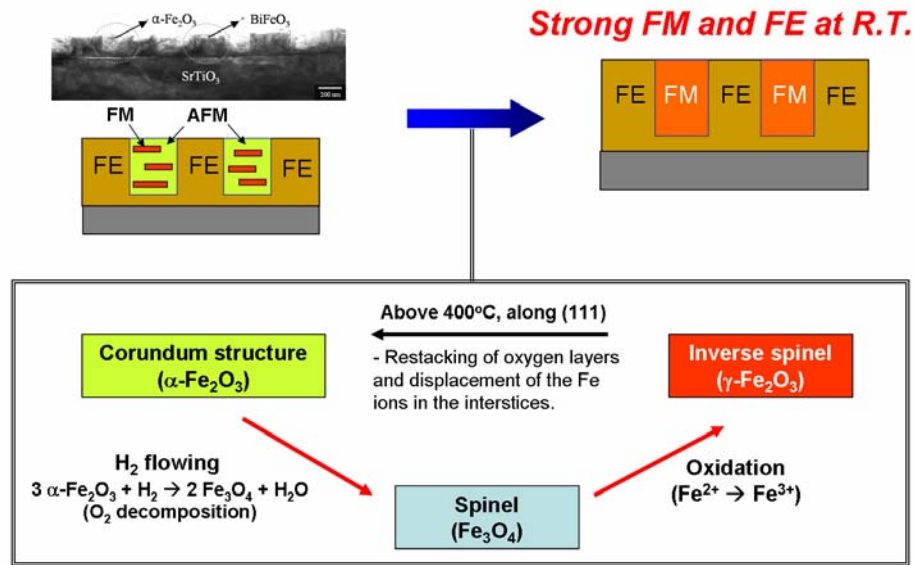 α-Fe₂O₃
BiFeO₃
SrTiO₃
200 nm
Strong FM and FE at R.T.
FM AFM
FE FE FE
FE FM FE FM FE
Above 400°C, along (111)
- Restacking of oxygen layers
and displacement of the Fe
ions in the interstices.
Corundum structure
(α-Fe₂O₃)
Inverse spinel
(γ-Fe₂O₃)
H₂ flowing
3 α-Fe₂O₃ + H₂ → 2 Fe₃O₄ + H₂O
(O₂ decomposition)
Spinel
(Fe₃O₄)
Oxidation
(Fe²⁺ → Fe³⁺)